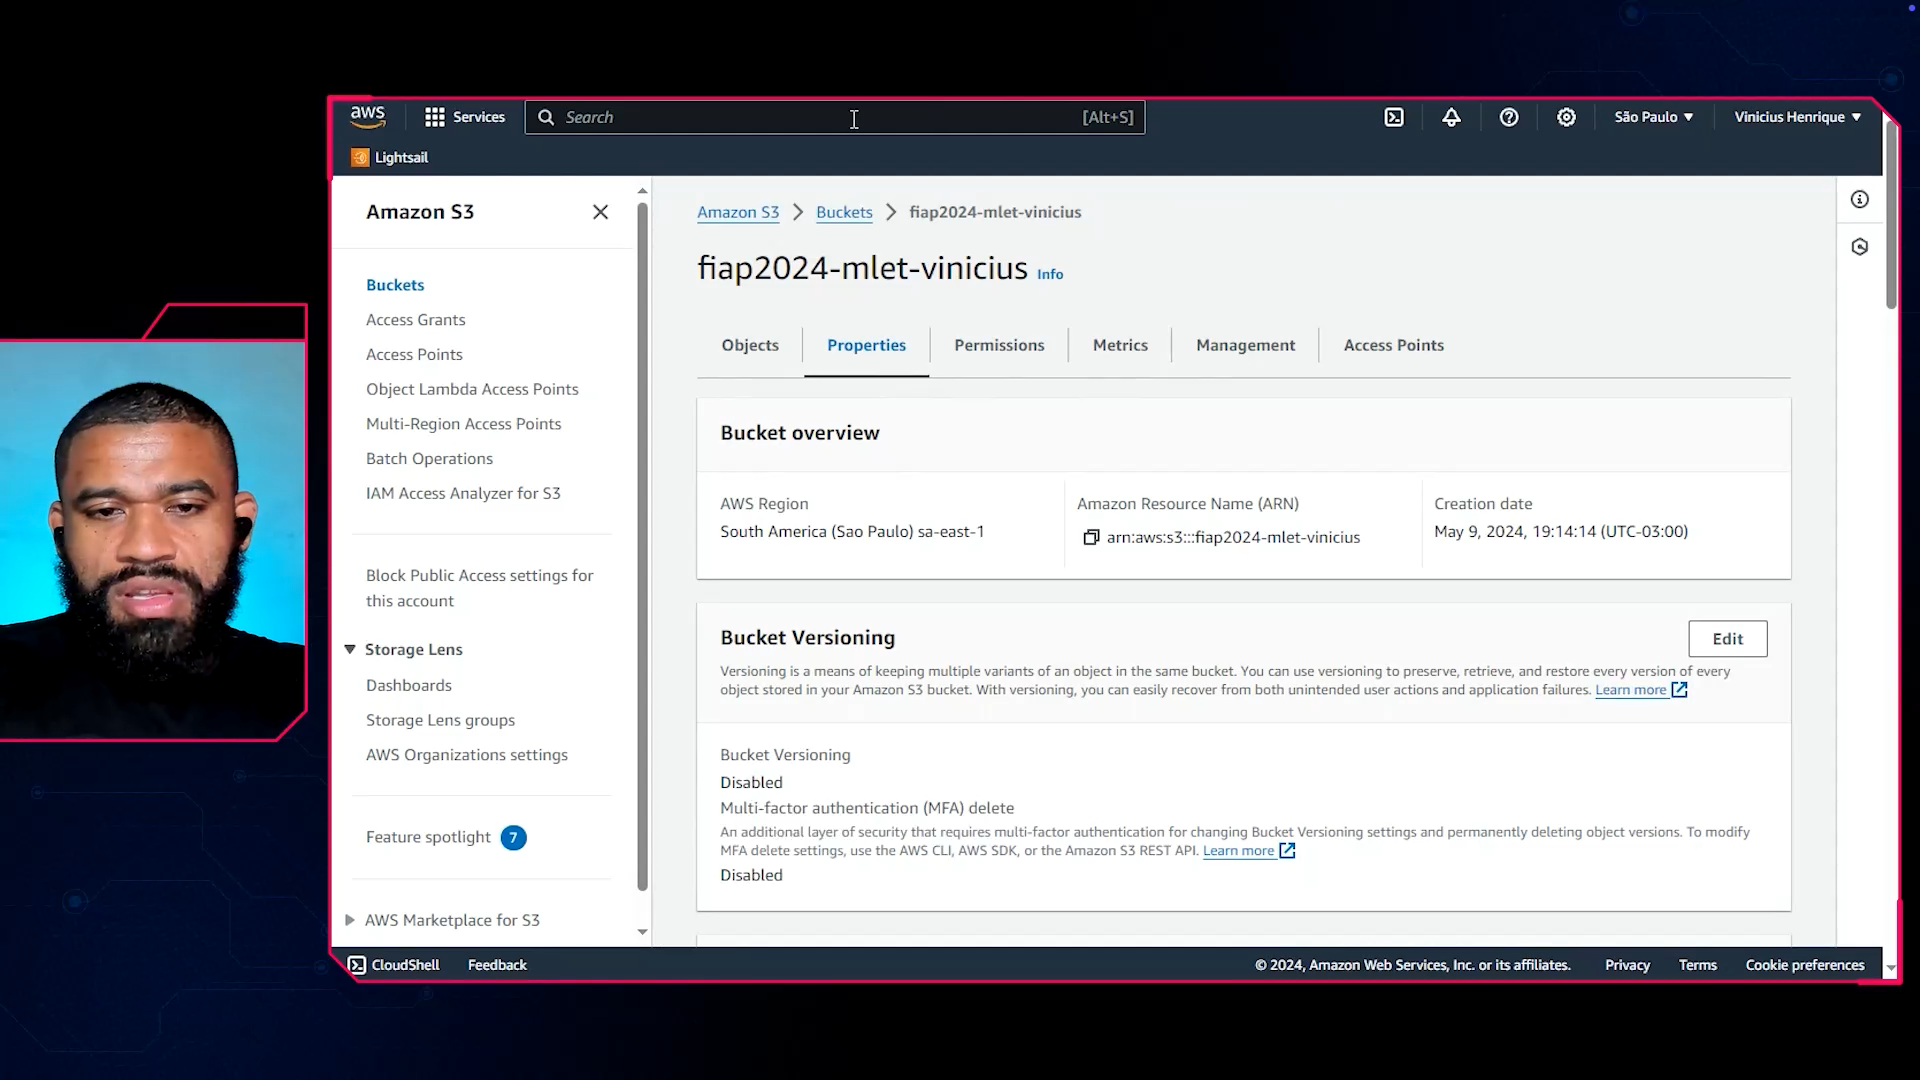 aws
Services
Search
[Alt+S]
São Paulo
Vinicius Henrique
Lightsail
Amazon S3
Buckets
Access Grants
Access Points
Object Lambda Access Points
Multi-Region Access Points
Batch Operations
IAM Access Analyzer for S3
Block Public Access settings for
this account
Storage Lens
Dashboards
Storage Lens groups
AWS Organizations settings
Feature spotlight 7
AWS Marketplace for S3
Amazon S3 > Buckets > fiap2024-mlet-vinicius
fiap2024-mlet-vinicius Info
Objects
Properties
Permissions
Metrics
Management
Access Points
Bucket overview
AWS Region
South America (Sao Paulo) sa-east-1
Amazon Resource Name (ARN)
arn:aws:s3:::fiap2024-mlet-vinicius
Creation date
May 9, 2024, 19:14:14 (UTC-03:00)
Bucket Versioning
Edit
Versioning is a means of keeping multiple variants of an object in the same bucket. You can use versioning to preserve, retrieve, and restore every version of every
object stored in your Amazon S3 bucket. With versioning, you can easily recover from both unintended user actions and application failures. Learn more
Bucket Versioning
Disabled
Multi-factor authentication (MFA) delete
An additional layer of security that requires multi-factor authentication for changing Bucket Versioning settings and permanently deleting object versions. To modify
MFA delete settings, use the AWS CLI, AWS SDK, or the Amazon S3 REST API. Learn more
Disabled
CloudShell
Feedback
© 2024, Amazon Web Services, Inc. or its affiliates.
Privacy
Terms
Cookie preferences